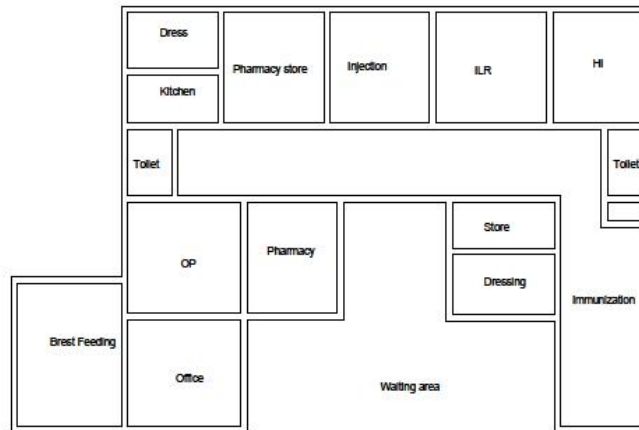 Dress
Pharmacy store
Injection
ILR
HI
Kitchen
Toilet
Toilet
OP
Pharmacy
Store
Dressing
Immunization
Brest Feeding
Office
Waiting area